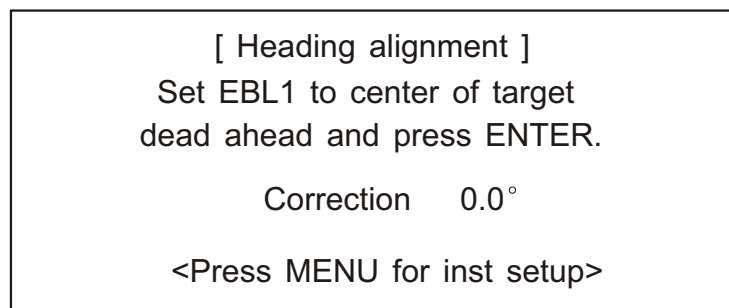 [ Heading alignment ]
Set EBL1 to center of target
dead ahead and press ENTER.
Correction 0.0°
<Press MENU for inst setup>